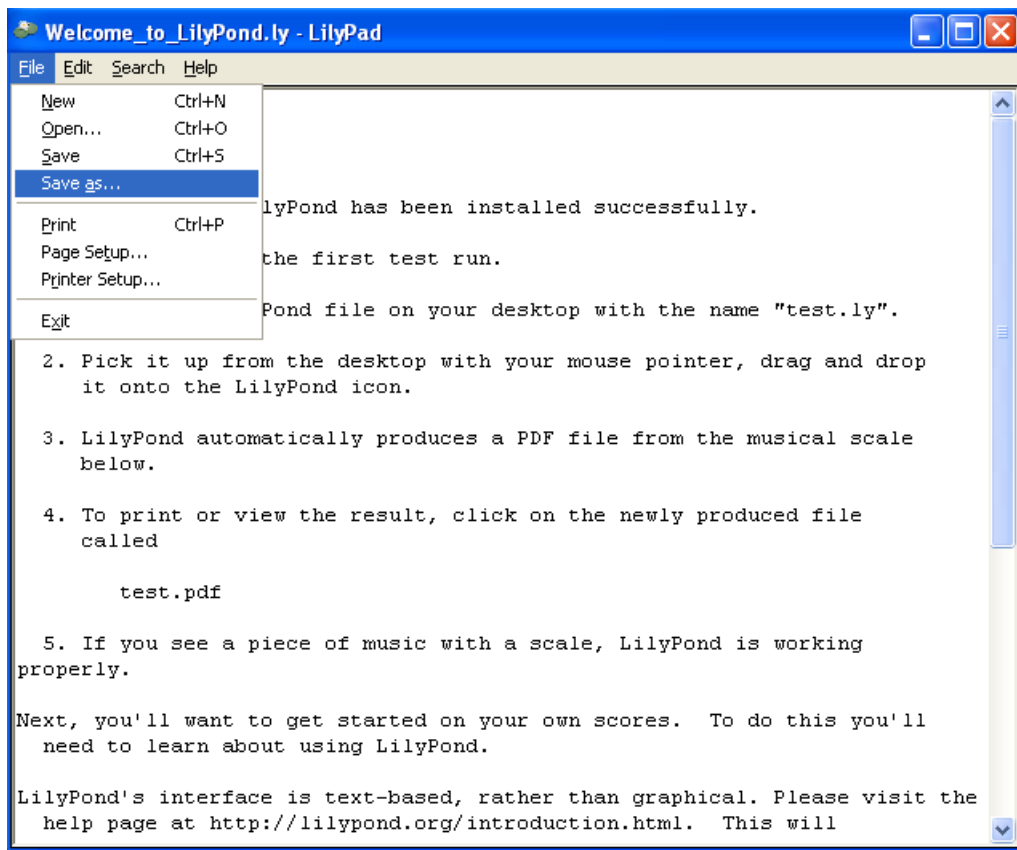 Welcome_to_LilyPond.ly - LilyPad
File Edit Search Help
New Ctrl+N
Open... Ctrl+O
Save Ctrl+S
Save as...
Print Ctrl+P
Page Setup...
Printer Setup...
Exit
lyPond has been installed successfully.
the first test run.
Pond file on your desktop with the name "test.ly".
2. Pick it up from the desktop with your mouse pointer, drag and drop
it onto the LilyPond icon.
3. LilyPond automatically produces a PDF file from the musical scale
below.
4. To print or view the result, click on the newly produced file
called
test.pdf
5. If you see a piece of music with a scale, LilyPond is working
properly.
Next, you'll want to get started on your own scores.  To do this you'll
need to learn about using LilyPond.
LilyPond's interface is text-based, rather than graphical. Please visit the
help page at http://lilypond.org/introduction.html.  This will